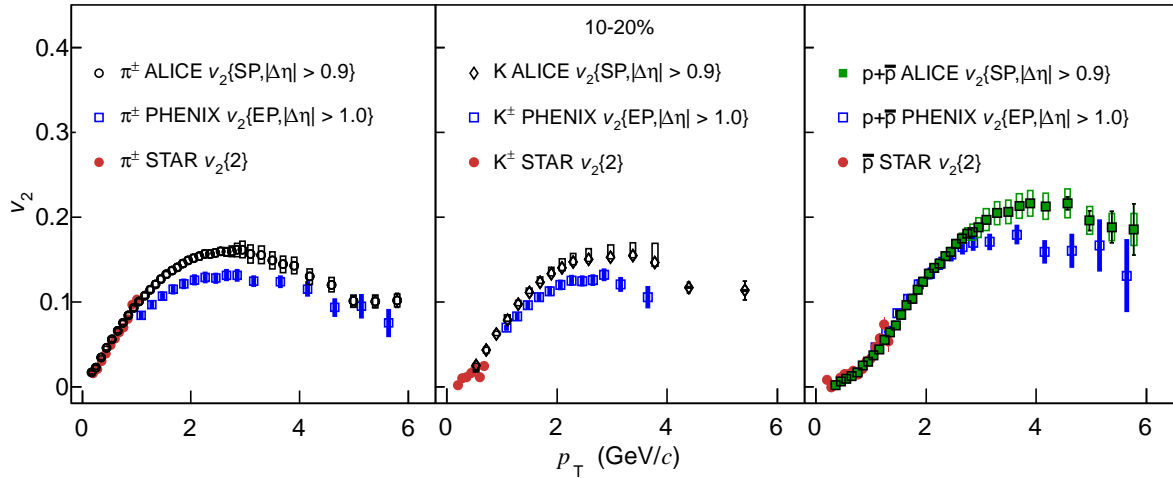 10-20%
π± ALICE v2{SP,|Δη| > 0.9}
π± PHENIX v2{EP,|Δη| > 1.0}
π± STAR v2{2}
K ALICE v2{SP,|Δη| > 0.9}
K± PHENIX v2{EP,|Δη| > 1.0}
K± STAR v2{2}
p+p̅ ALICE v2{SP,|Δη| > 0.9}
p+p̅ PHENIX v2{EP,|Δη| > 1.0}
p̅ STAR v2{2}
v2
0.4
0.3
0.2
0.1
0
0 2 4 6 0 2 4 6 0 2 4 6
pT (GeV/c)